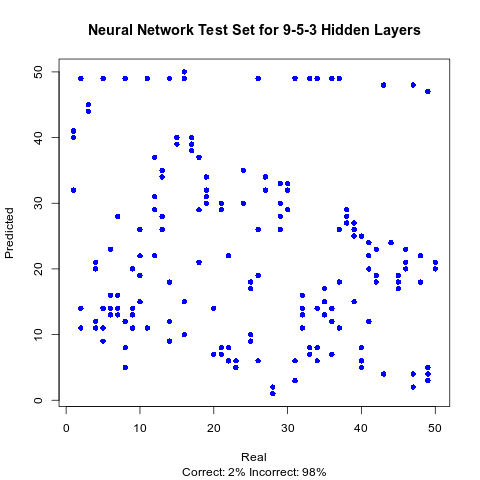 Neural Network Test Set for 9-5-3 Hidden Layers
Predicted
50
40
30
20
10
0
0 10 20 30 40 50
Real
Correct: 2% Incorrect: 98%